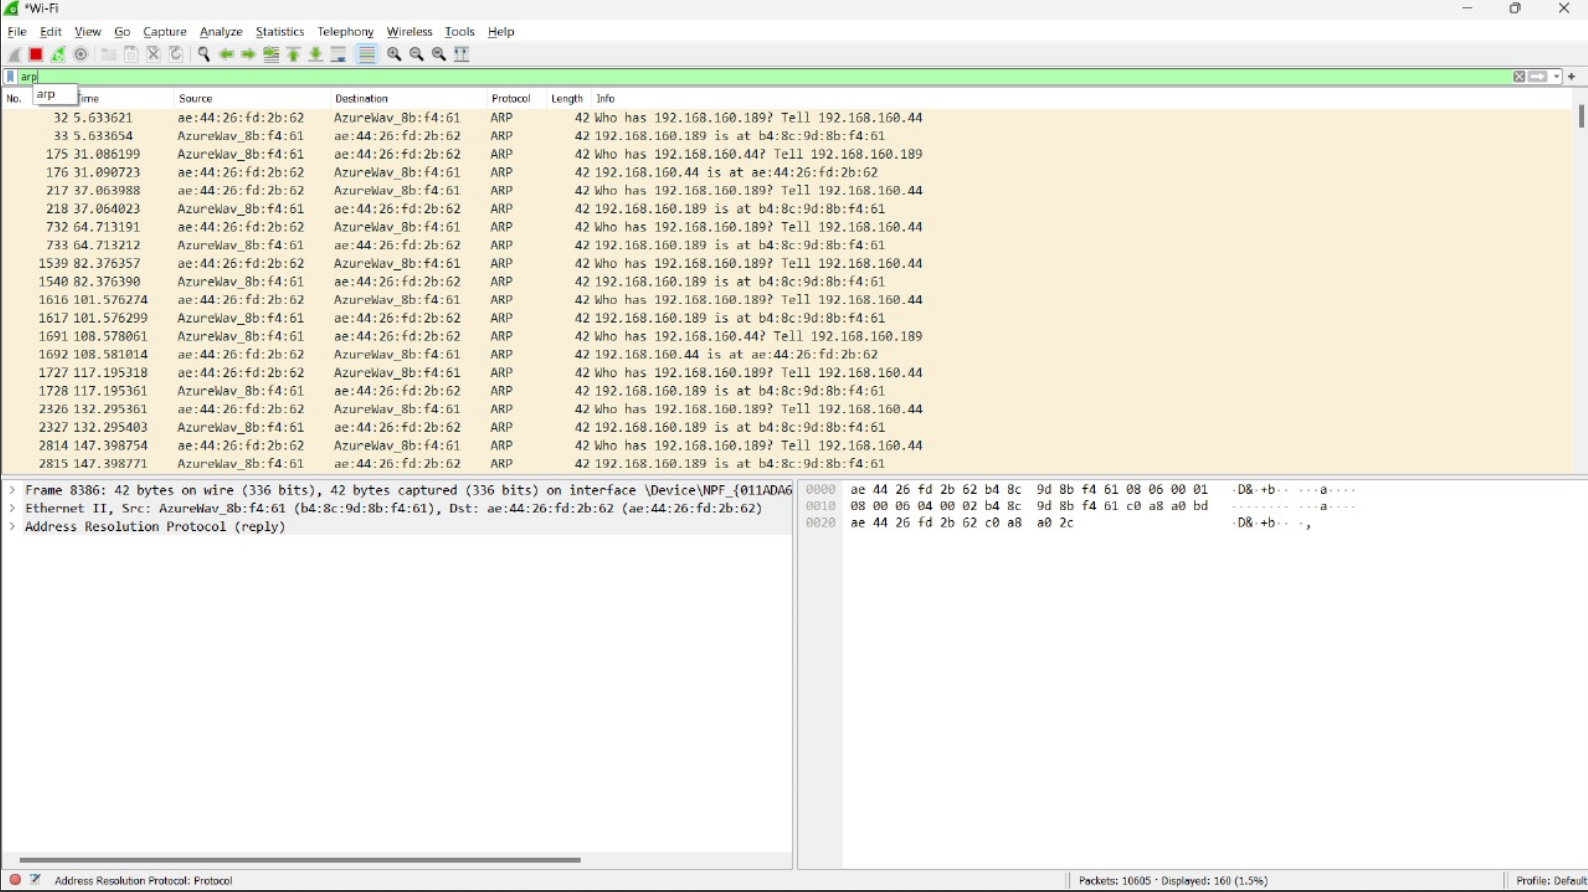 *Wi-Fi
File Edit View Go Capture Analyze Statistics Telephony Wireless Tools Help
arp
arp
No. Time Source Destination Protocol Length Info
32 5.633621 ae:44:26:fd:2b:62 AzureWav_8b:f4:61 ARP 42 Who has 192.168.160.189? Tell 192.168.160.44
33 5.633654 AzureWav_8b:f4:61 ae:44:26:fd:2b:62 ARP 42 192.168.160.189 is at b4:8c:9d:8b:f4:61
175 31.086199 AzureWav_8b:f4:61 ae:44:26:fd:2b:62 ARP 42 Who has 192.168.160.44? Tell 192.168.160.189
176 31.090723 ae:44:26:fd:2b:62 AzureWav_8b:f4:61 ARP 42 192.168.160.44 is at ae:44:26:fd:2b:62
217 37.063988 ae:44:26:fd:2b:62 AzureWav_8b:f4:61 ARP 42 Who has 192.168.160.189? Tell 192.168.160.44
218 37.064023 AzureWav_8b:f4:61 ae:44:26:fd:2b:62 ARP 42 192.168.160.189 is at b4:8c:9d:8b:f4:61
732 64.713191 ae:44:26:fd:2b:62 AzureWav_8b:f4:61 ARP 42 Who has 192.168.160.189? Tell 192.168.160.44
733 64.713212 AzureWav_8b:f4:61 ae:44:26:fd:2b:62 ARP 42 192.168.160.189 is at b4:8c:9d:8b:f4:61
1539 82.376357 ae:44:26:fd:2b:62 AzureWav_8b:f4:61 ARP 42 Who has 192.168.160.189? Tell 192.168.160.44
1540 82.376390 AzureWav_8b:f4:61 ae:44:26:fd:2b:62 ARP 42 192.168.160.189 is at b4:8c:9d:8b:f4:61
1616 101.576274 ae:44:26:fd:2b:62 AzureWav_8b:f4:61 ARP 42 Who has 192.168.160.189? Tell 192.168.160.44
1617 101.576299 AzureWav_8b:f4:61 ae:44:26:fd:2b:62 ARP 42 192.168.160.189 is at b4:8c:9d:8b:f4:61
1691 108.578061 AzureWav_8b:f4:61 ae:44:26:fd:2b:62 ARP 42 Who has 192.168.160.44? Tell 192.168.160.189
1692 108.581014 ae:44:26:fd:2b:62 AzureWav_8b:f4:61 ARP 42 192.168.160.44 is at ae:44:26:fd:2b:62
1727 117.195318 ae:44:26:fd:2b:62 AzureWav_8b:f4:61 ARP 42 Who has 192.168.160.189? Tell 192.168.160.44
1728 117.195361 AzureWav_8b:f4:61 ae:44:26:fd:2b:62 ARP 42 192.168.160.189 is at b4:8c:9d:8b:f4:61
2326 132.295361 ae:44:26:fd:2b:62 AzureWav_8b:f4:61 ARP 42 Who has 192.168.160.189? Tell 192.168.160.44
2327 132.295403 AzureWav_8b:f4:61 ae:44:26:fd:2b:62 ARP 42 192.168.160.189 is at b4:8c:9d:8b:f4:61
2814 147.398754 ae:44:26:fd:2b:62 AzureWav_8b:f4:61 ARP 42 Who has 192.168.160.189? Tell 192.168.160.44
2815 147.398771 AzureWav_8b:f4:61 ae:44:26:fd:2b:62 ARP 42 192.168.160.189 is at b4:8c:9d:8b:f4:61
> Frame 8386: 42 bytes on wire (336 bits), 42 bytes captured (336 bits) on interface \Device\NPF_{011ADA6
> Ethernet II, Src: AzureWav_8b:f4:61 (b4:8c:9d:8b:f4:61), Dst: ae:44:26:fd:2b:62 (ae:44:26:fd:2b:62)
> Address Resolution Protocol (reply)
0000 ae 44 26 fd 2b 62 b4 8c 9d 8b f4 61 08 06 00 01 ·D&·+b·· ···a····
0010 08 00 06 04 00 02 b4 8c 9d 8b f4 61 c0 a8 a0 bd ········ ···a····
0020 ae 44 26 fd 2b 62 c0 a8 a0 2c ·D&·+b·· ·,
Address Resolution Protocol: Protocol
Packets: 10605 · Displayed: 160 (1.5%)
Profile: Default